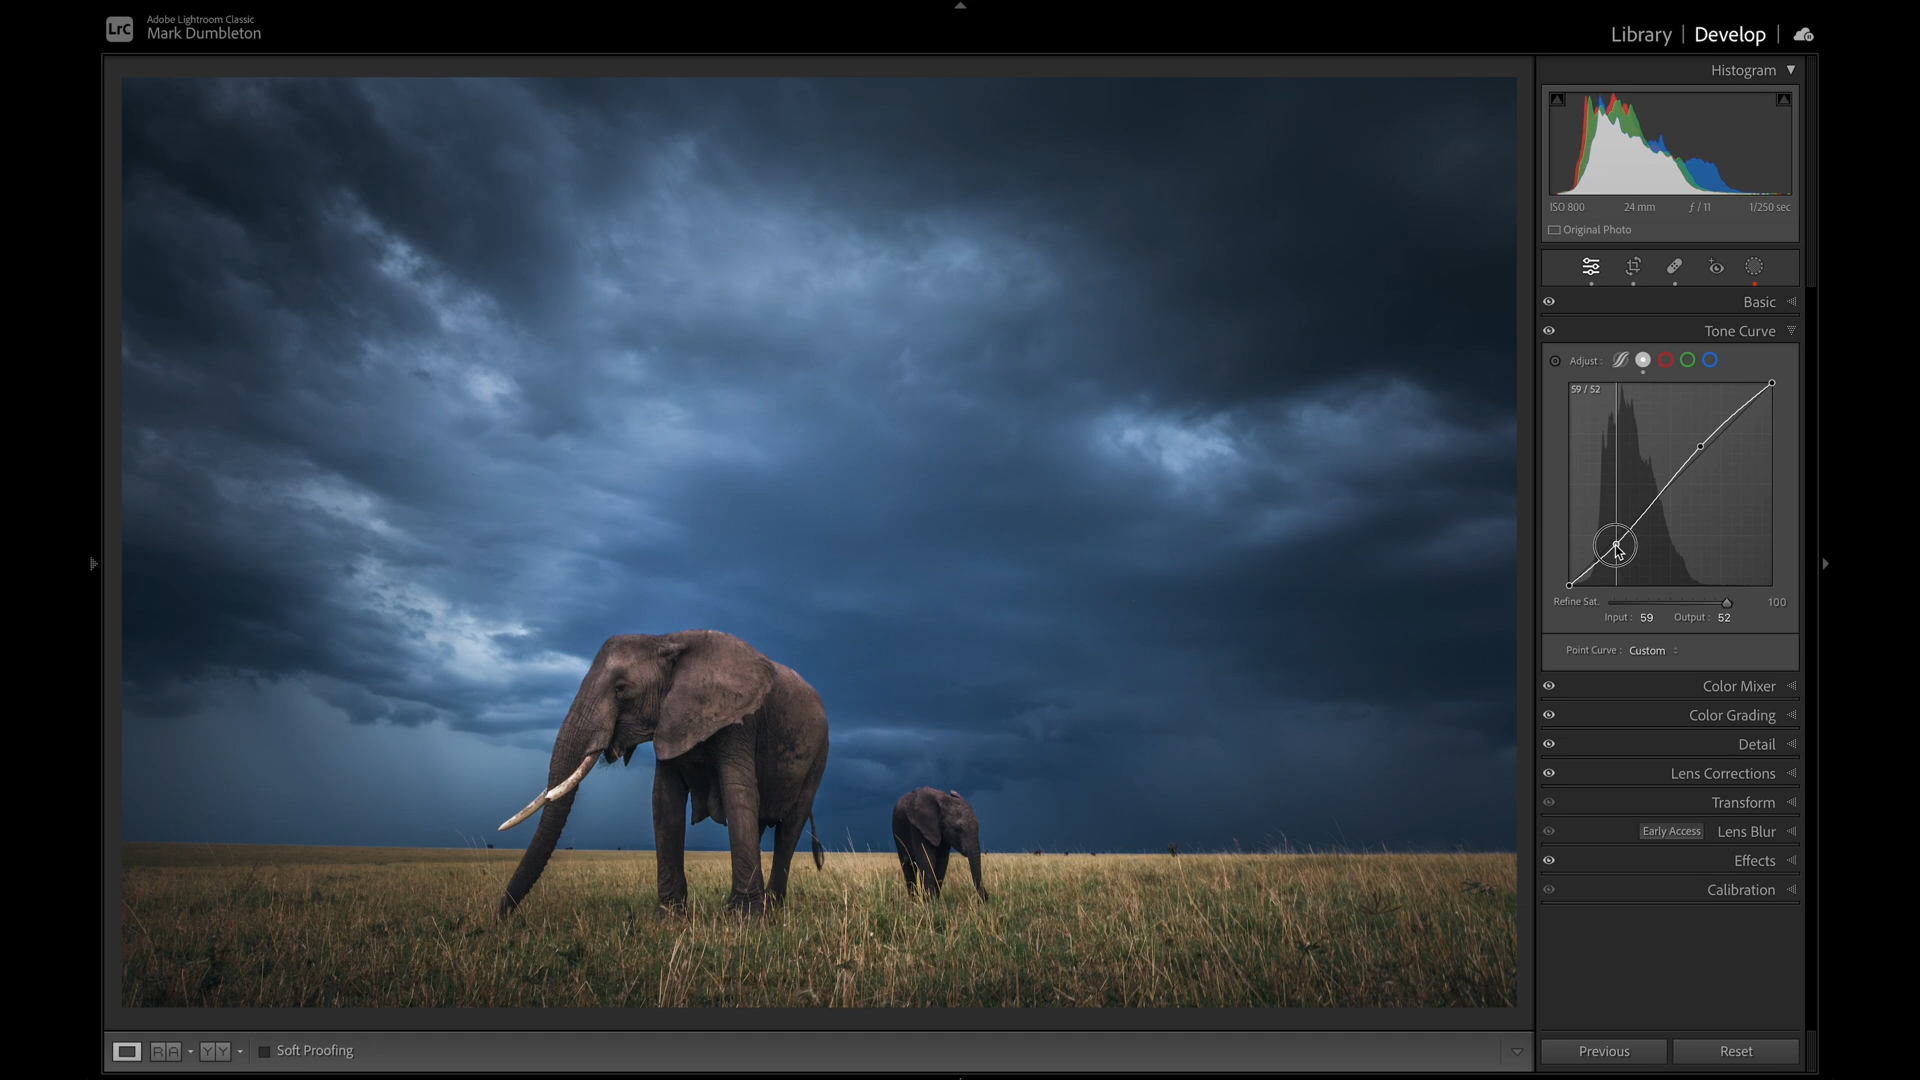 LrC
Adobe Lightroom Classic
Mark Dumbleton
Library | Develop |
Histogram
ISO 800 24 mm ƒ / 11 1/250 sec
Original Photo
Basic
Tone Curve
Adjust :
59 / 52
Refine Sat. 100
Input : 59 Output : 52
Point Curve : Custom
Color Mixer
Color Grading
Detail
Lens Corrections
Transform
Early Access Lens Blur
Effects
Calibration
R A Y Y Soft Proofing
Previous Reset